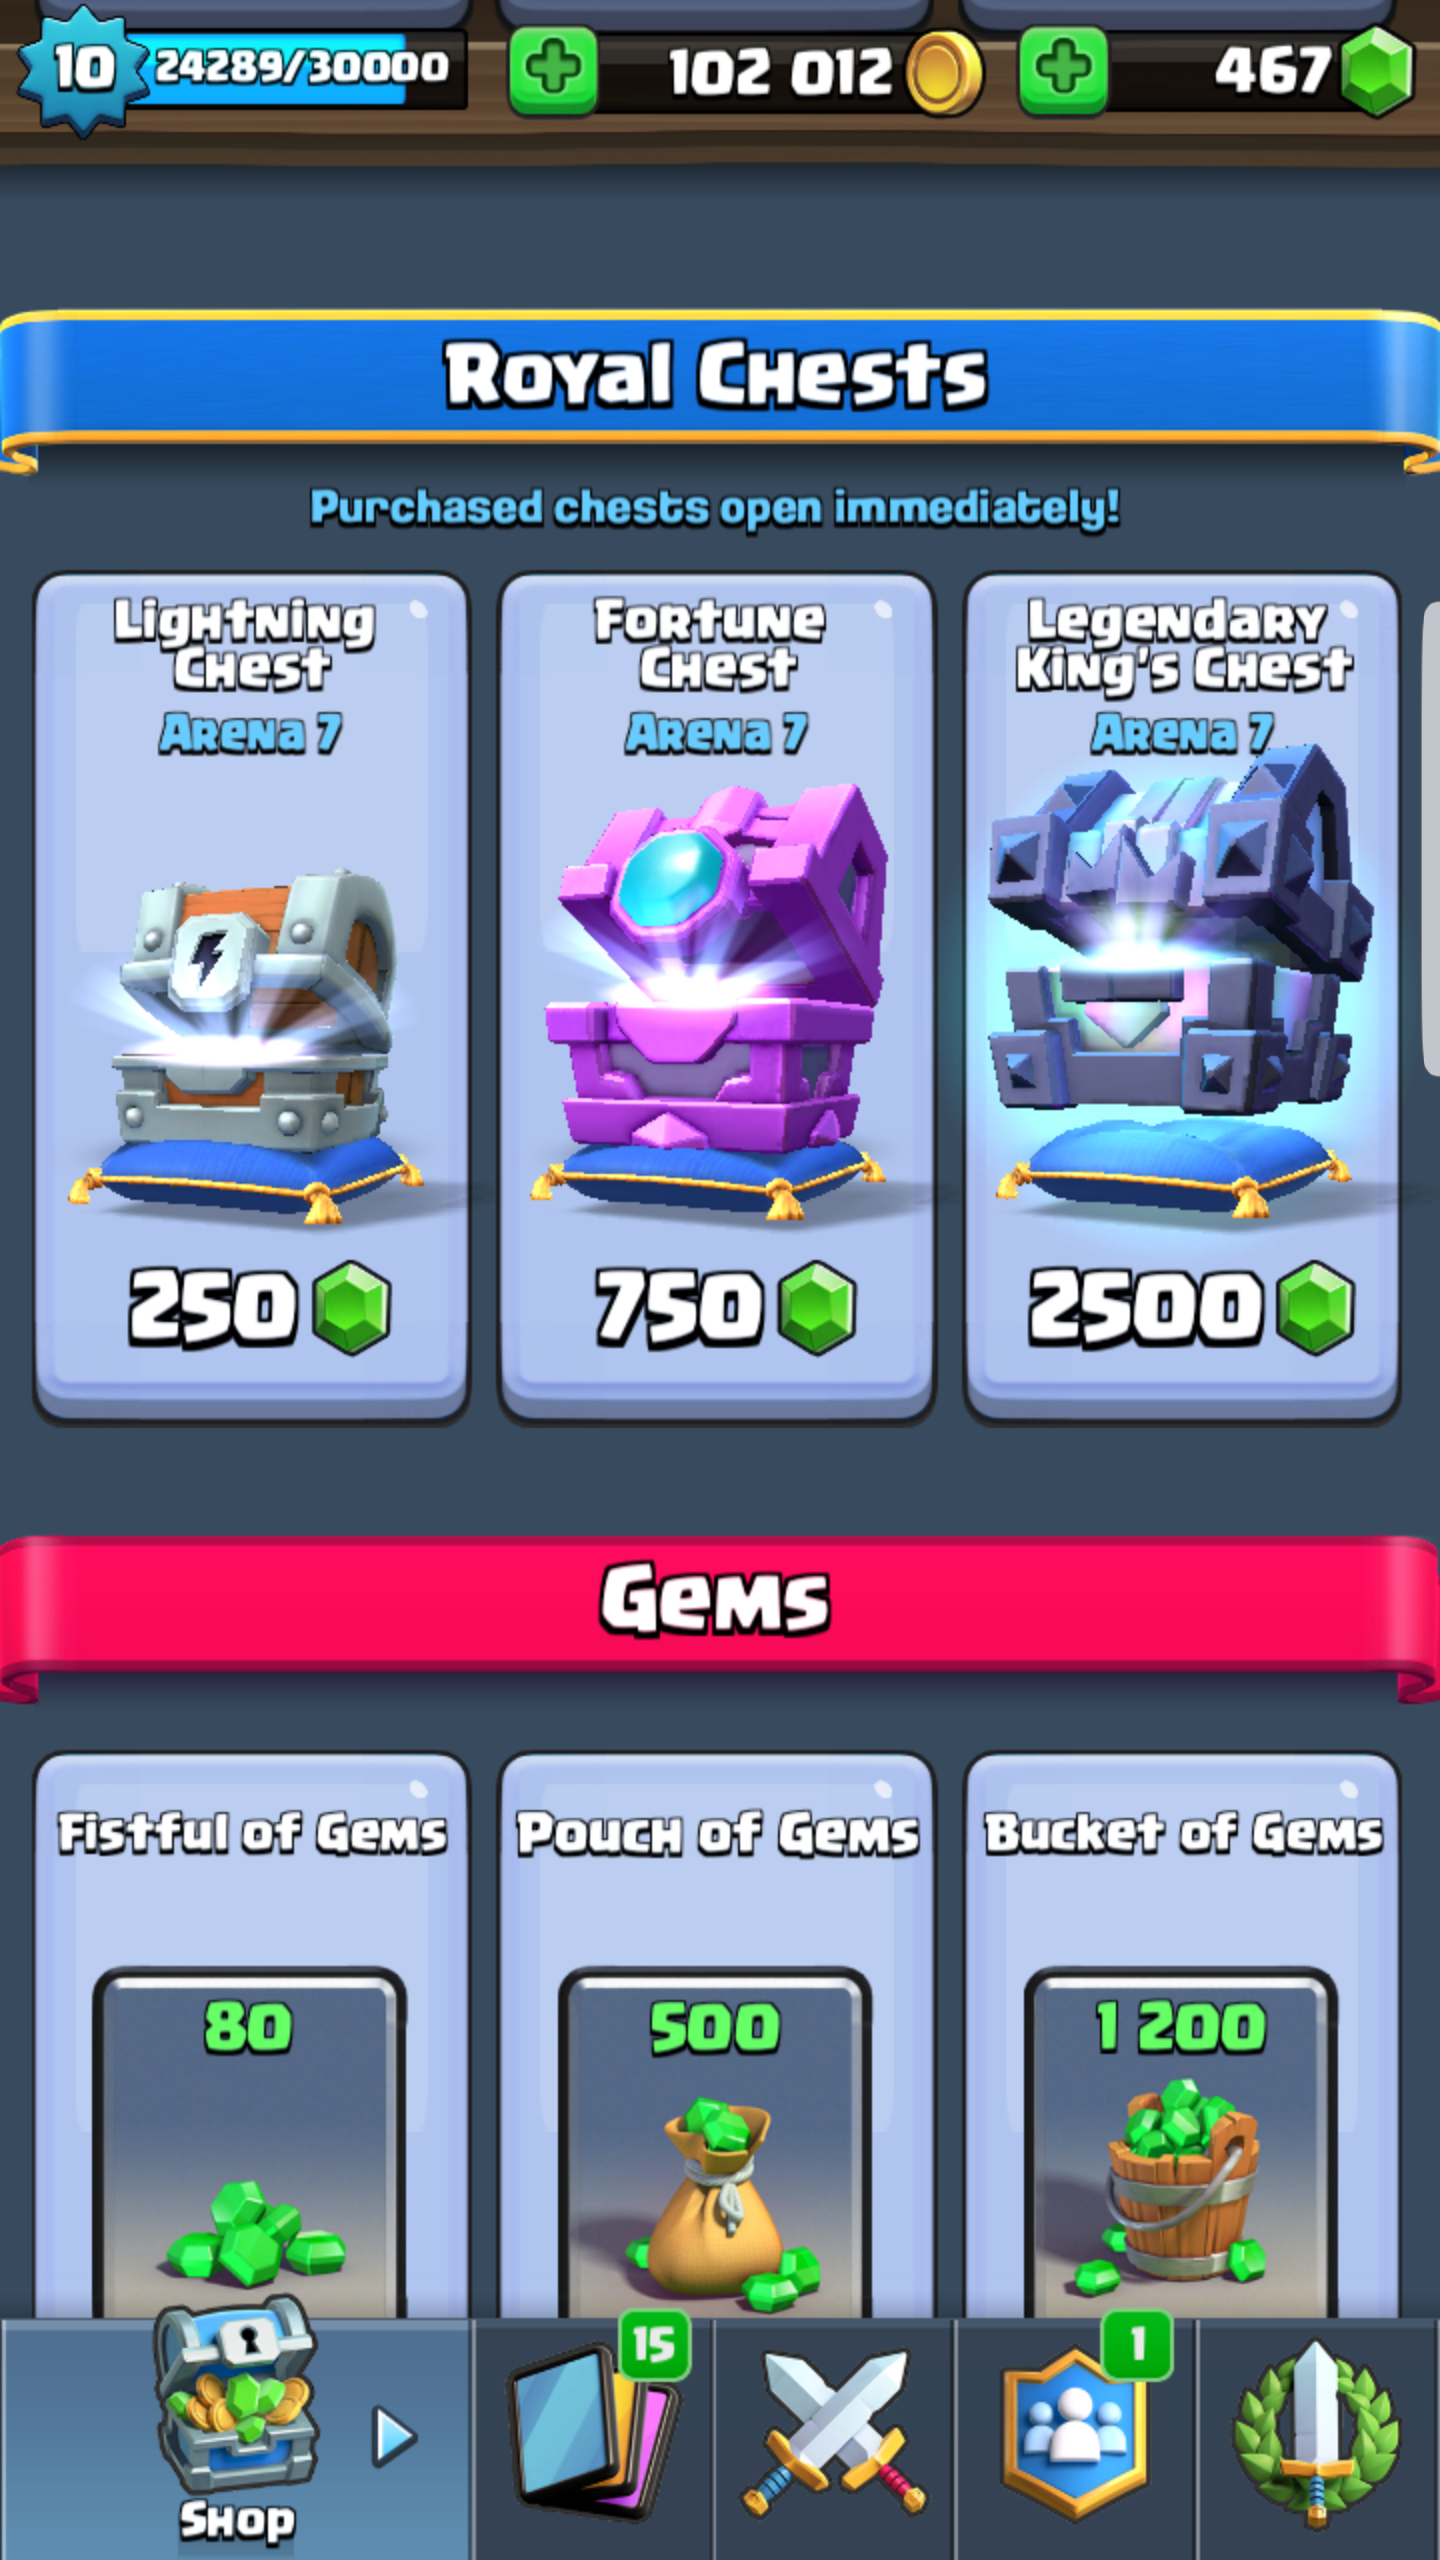 10 24289/30000 102 012 467
Royal Chests
Purchased chests open immediately!
Lightning
Chest
Arena 7
250
Fortune
Chest
Arena 7
750
Legendary
King's Chest
Arena 7
2500
Gems
Fistful of Gems
80
Pouch of Gems
500
Bucket of Gems
1 200
Shop
15
1